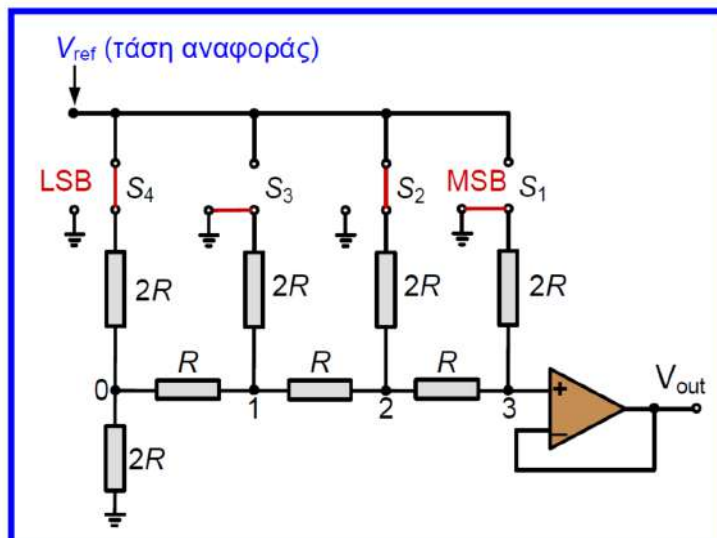 Vref (τάση αναφοράς)
LSB S4 S3 S2 MSB S1
2R 2R 2R 2R
R R R
0 1 2 3
+
−
Vout
2R